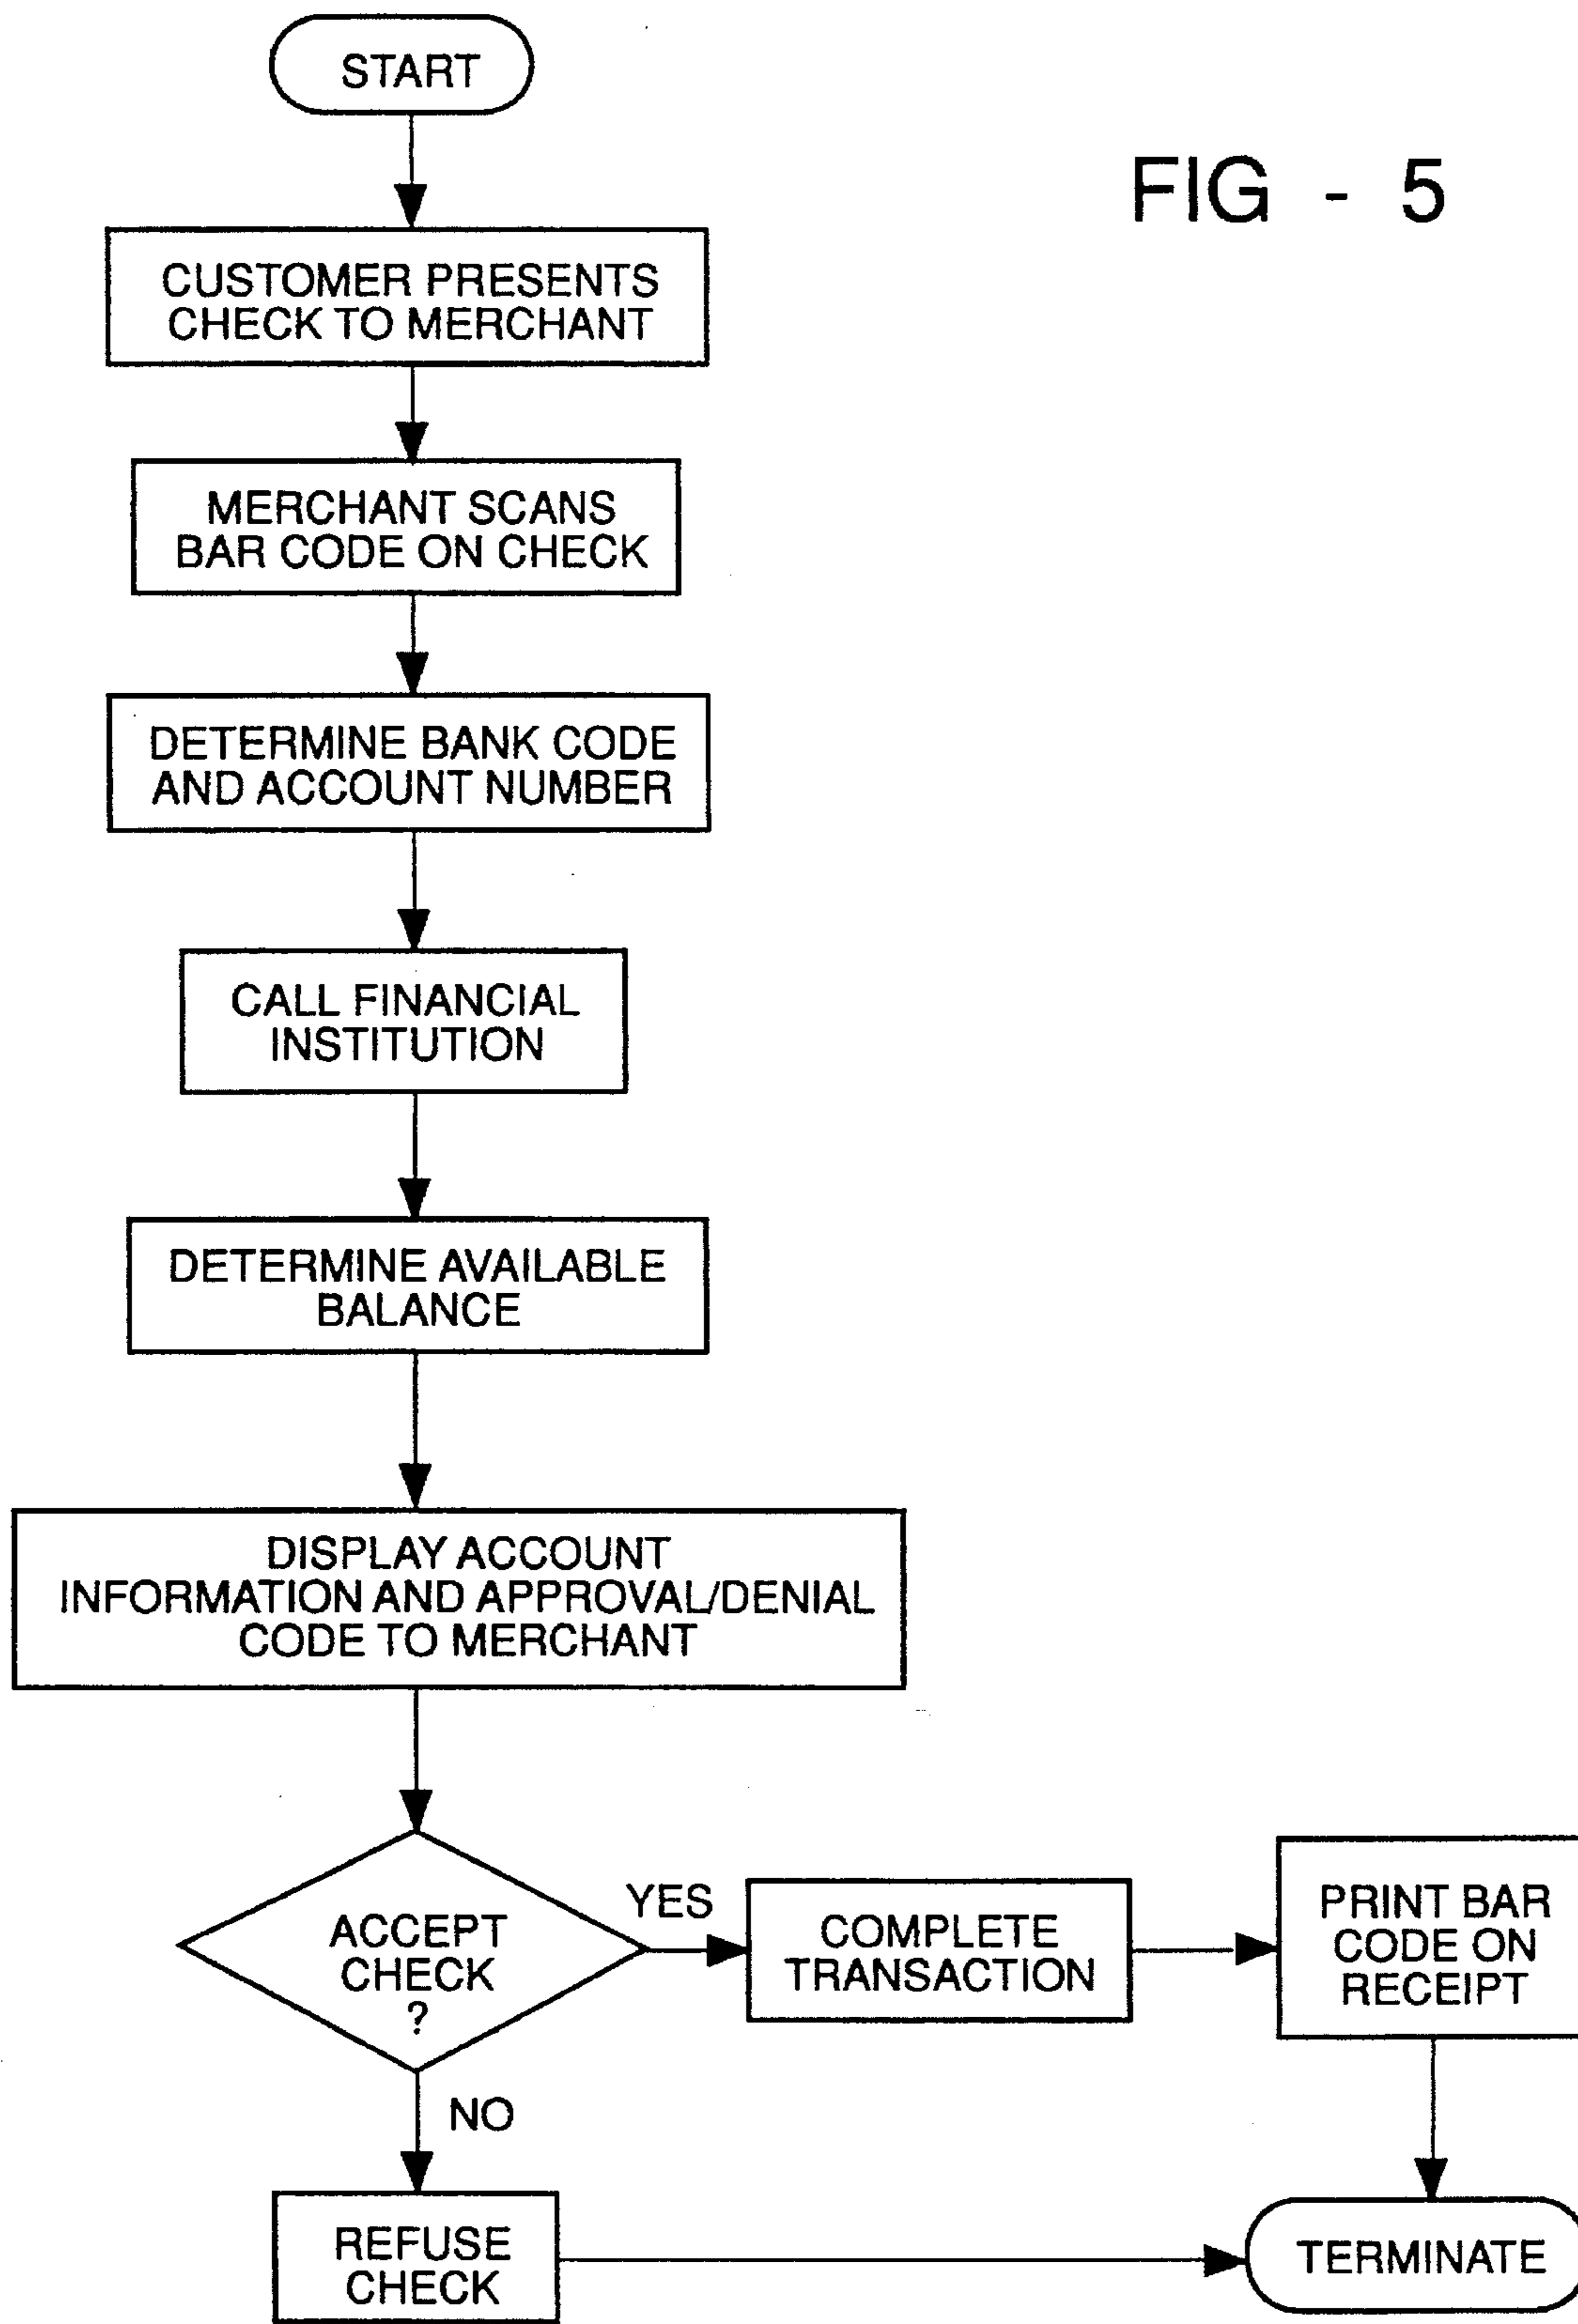 START
FIG - 5
CUSTOMER PRESENTS
CHECK TO MERCHANT
MERCHANT SCANS
BAR CODE ON CHECK
DETERMINE BANK CODE
AND ACCOUNT NUMBER
CALL FINANCIAL
INSTITUTION
DETERMINE AVAILABLE
BALANCE
DISPLAY ACCOUNT
INFORMATION AND APPROVAL/DENIAL
CODE TO MERCHANT
ACCEPT
CHECK
?
YES
COMPLETE
TRANSACTION
PRINT BAR
CODE ON
RECEIPT
NO
REFUSE
CHECK
TERMINATE